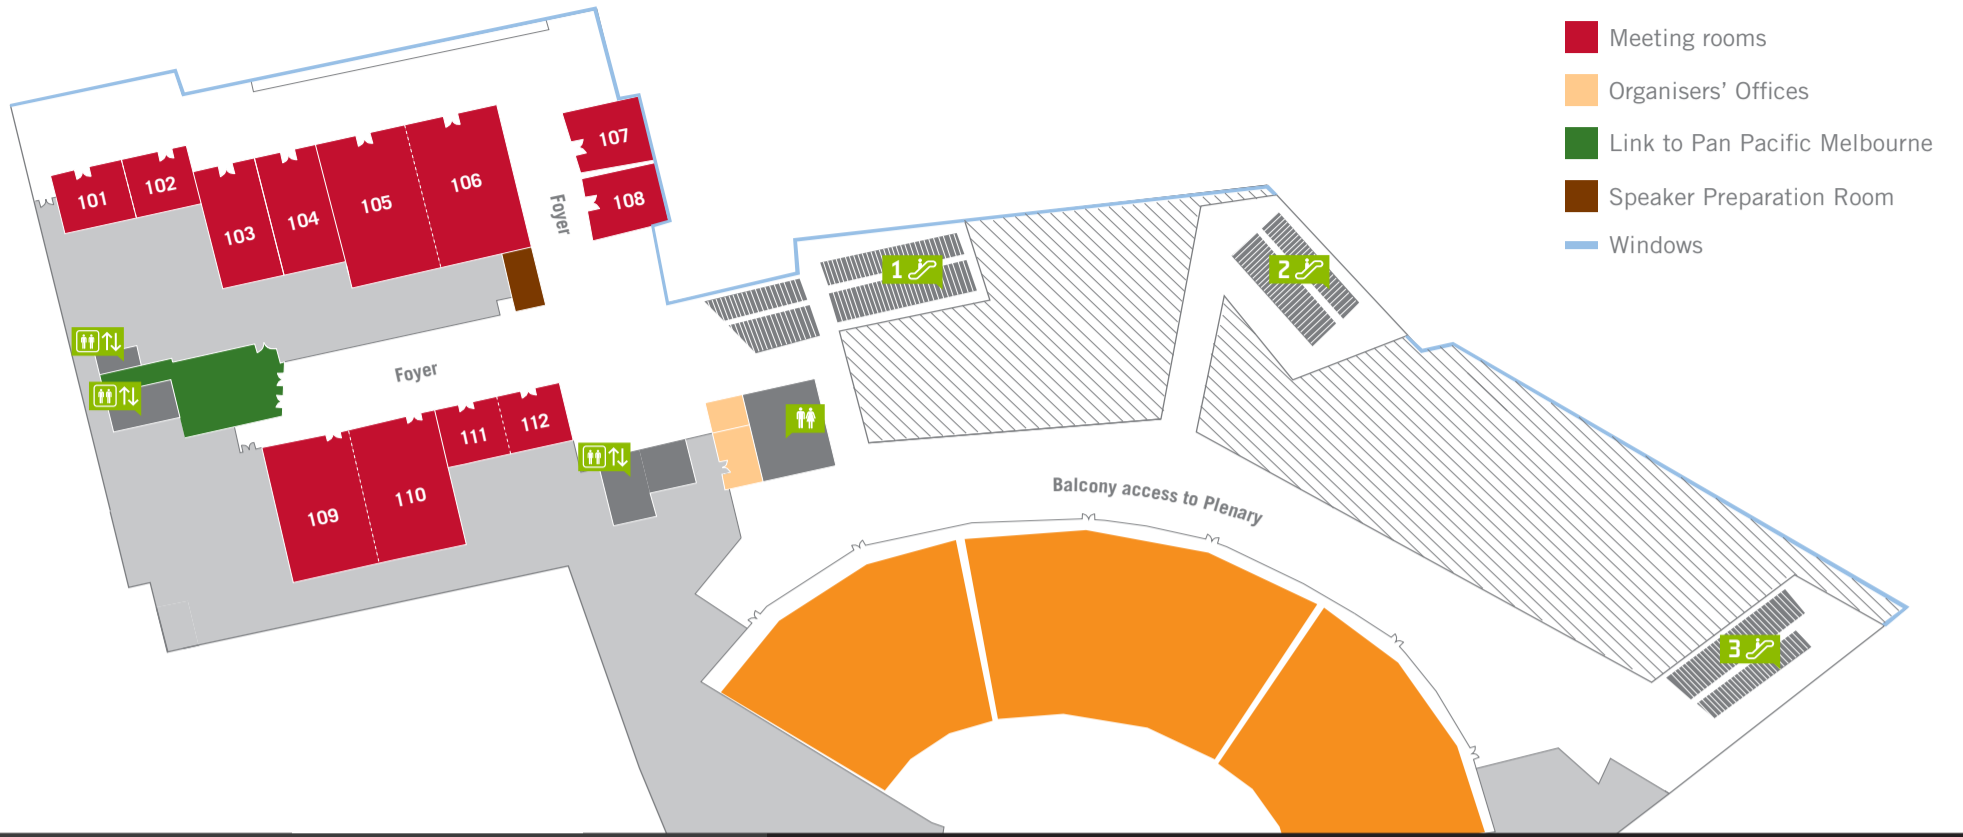 Meeting rooms
Organisers’ Offices
Link to Pan Pacific Melbourne
Speaker Preparation Room
Windows
101
102
103
104
105
106
107
108
Foyer
1
2
Foyer
109
110
111
112
Balcony access to Plenary
3